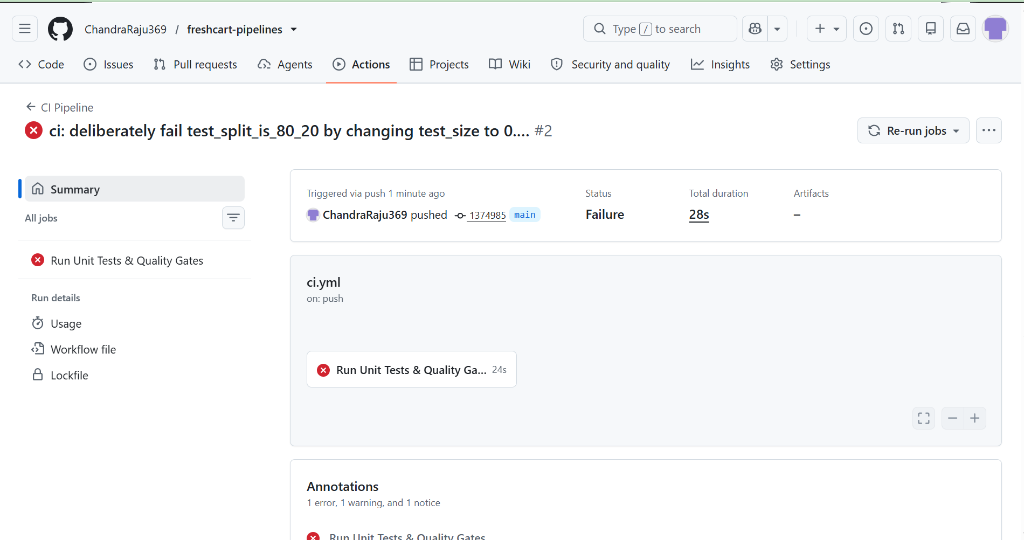 ChandraRaju369 / freshcart-pipelines
Type / to search
Code Issues Pull requests Agents Actions Projects Wiki Security and quality Insights Settings
CI Pipeline
ci: deliberately fail test_split_is_80_20 by changing test_size to 0.... #2
Re-run jobs
Summary
All jobs
Run Unit Tests & Quality Gates
Run details
Usage
Workflow file
Lockfile
Triggered via push 1 minute ago
ChandraRaju369 pushed 1374985 main
Status
Failure
Total duration
28s
Artifacts
–
ci.yml
on: push
Run Unit Tests & Quality Ga... 24s
Annotations
1 error, 1 warning, and 1 notice
Run Unit Tests & Quality Gates